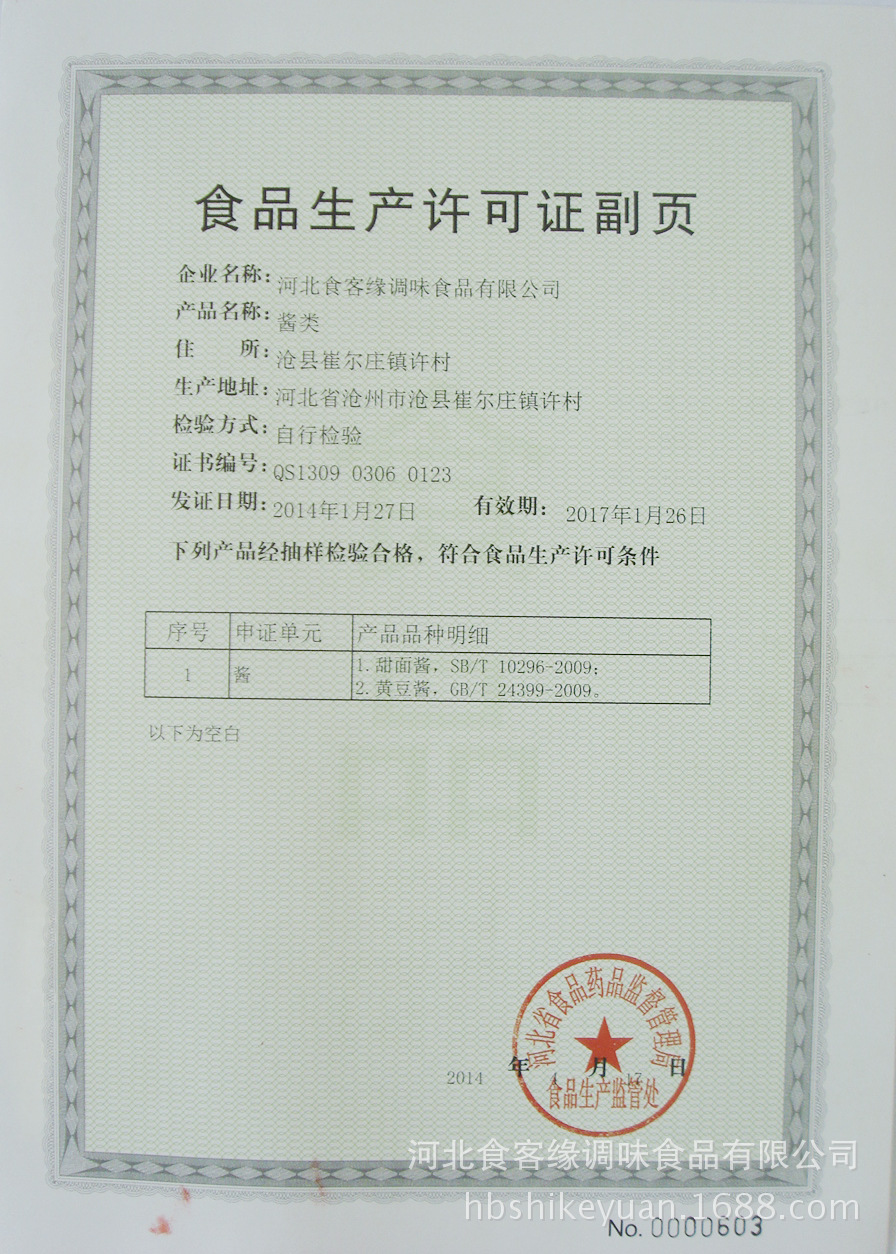 食品生产许可证副页
企业名称：河北食客缘调味食品有限公司
产品名称：酱类
住 所：沧县崔尔庄镇许村
生产地址：河北省沧州市沧县崔尔庄镇许村
检验方式：自行检验
证书编号：QS1309 0306 0123
发证日期：2014年1月27日 有效期：2017年1月26日
下列产品经抽样检验合格，符合食品生产许可条件
序号 申证单元 产品品种明细
1 酱 1.甜面酱，SB/T 10296-2009；
2.黄豆酱，GB/T 24399-2009。
以下为空白
河北省食品药品监督管理局
2014 年 月 17 日
食品生产监管处
河北食客缘调味食品有限公司
hbshikeyuan.1688.com
No. 0000603